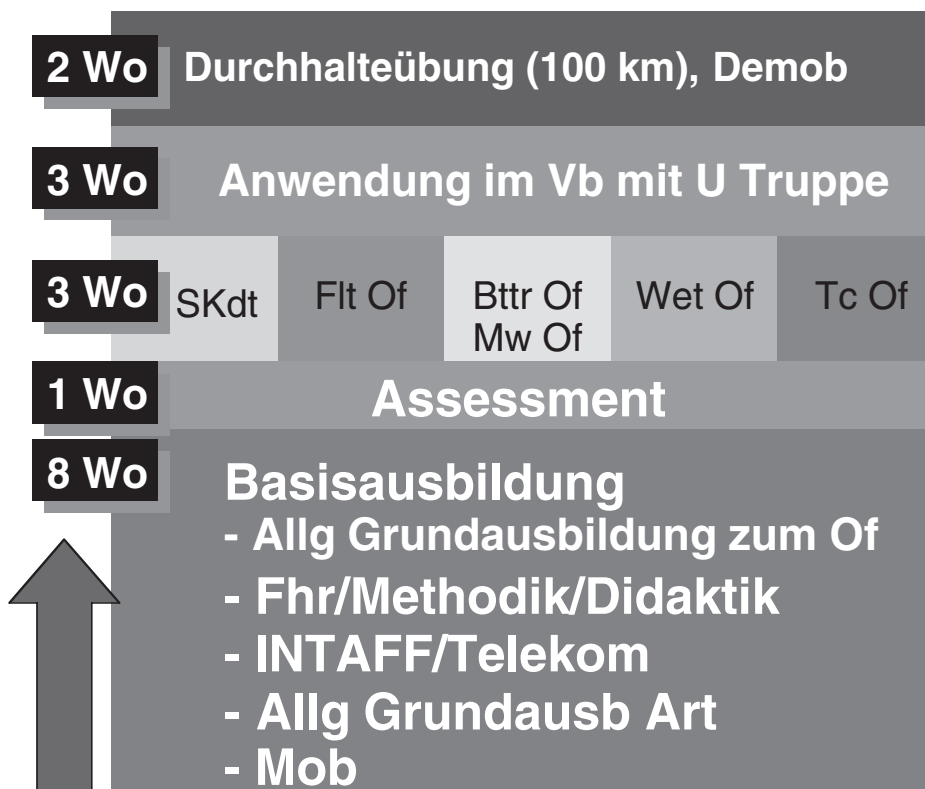 2 Wo Durchhalteübung (100 km), Demob
3 Wo Anwendung im Vb mit U Truppe
3 Wo SKdt Flt Of Bttr Of Wet Of Tc Of
Mw Of
1 Wo Assessment
8 Wo Basisausbildung
- Allg Grundausbildung zum Of
- Fhr/Methodik/Didaktik
- INTAFF/Telekom
- Allg Grundausb Art
- Mob